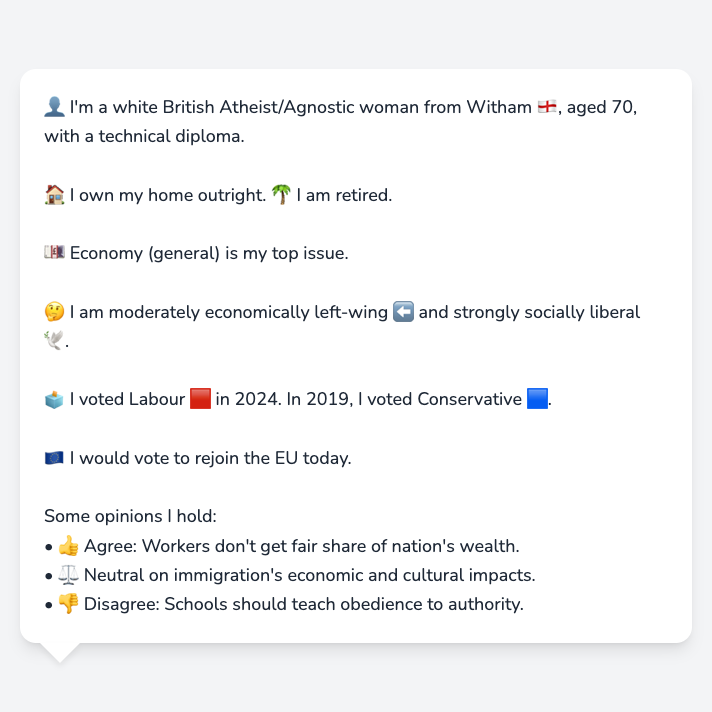 👤 I'm a white British Atheist/Agnostic woman from Witham 🏴󠁧󠁢󠁥󠁮󠁧󠁿, aged 70,
with a technical diploma.
🏠 I own my home outright. 🌴 I am retired.
💷 Economy (general) is my top issue.
🤔 I am moderately economically left-wing ⬅️ and strongly socially liberal
🕊️.
🗳️ I voted Labour 🟥 in 2024. In 2019, I voted Conservative 🟦.
🇪🇺 I would vote to rejoin the EU today.
Some opinions I hold:
• 👍 Agree: Workers don't get fair share of nation's wealth.
• ⚖️ Neutral on immigration's economic and cultural impacts.
• 👎 Disagree: Schools should teach obedience to authority.